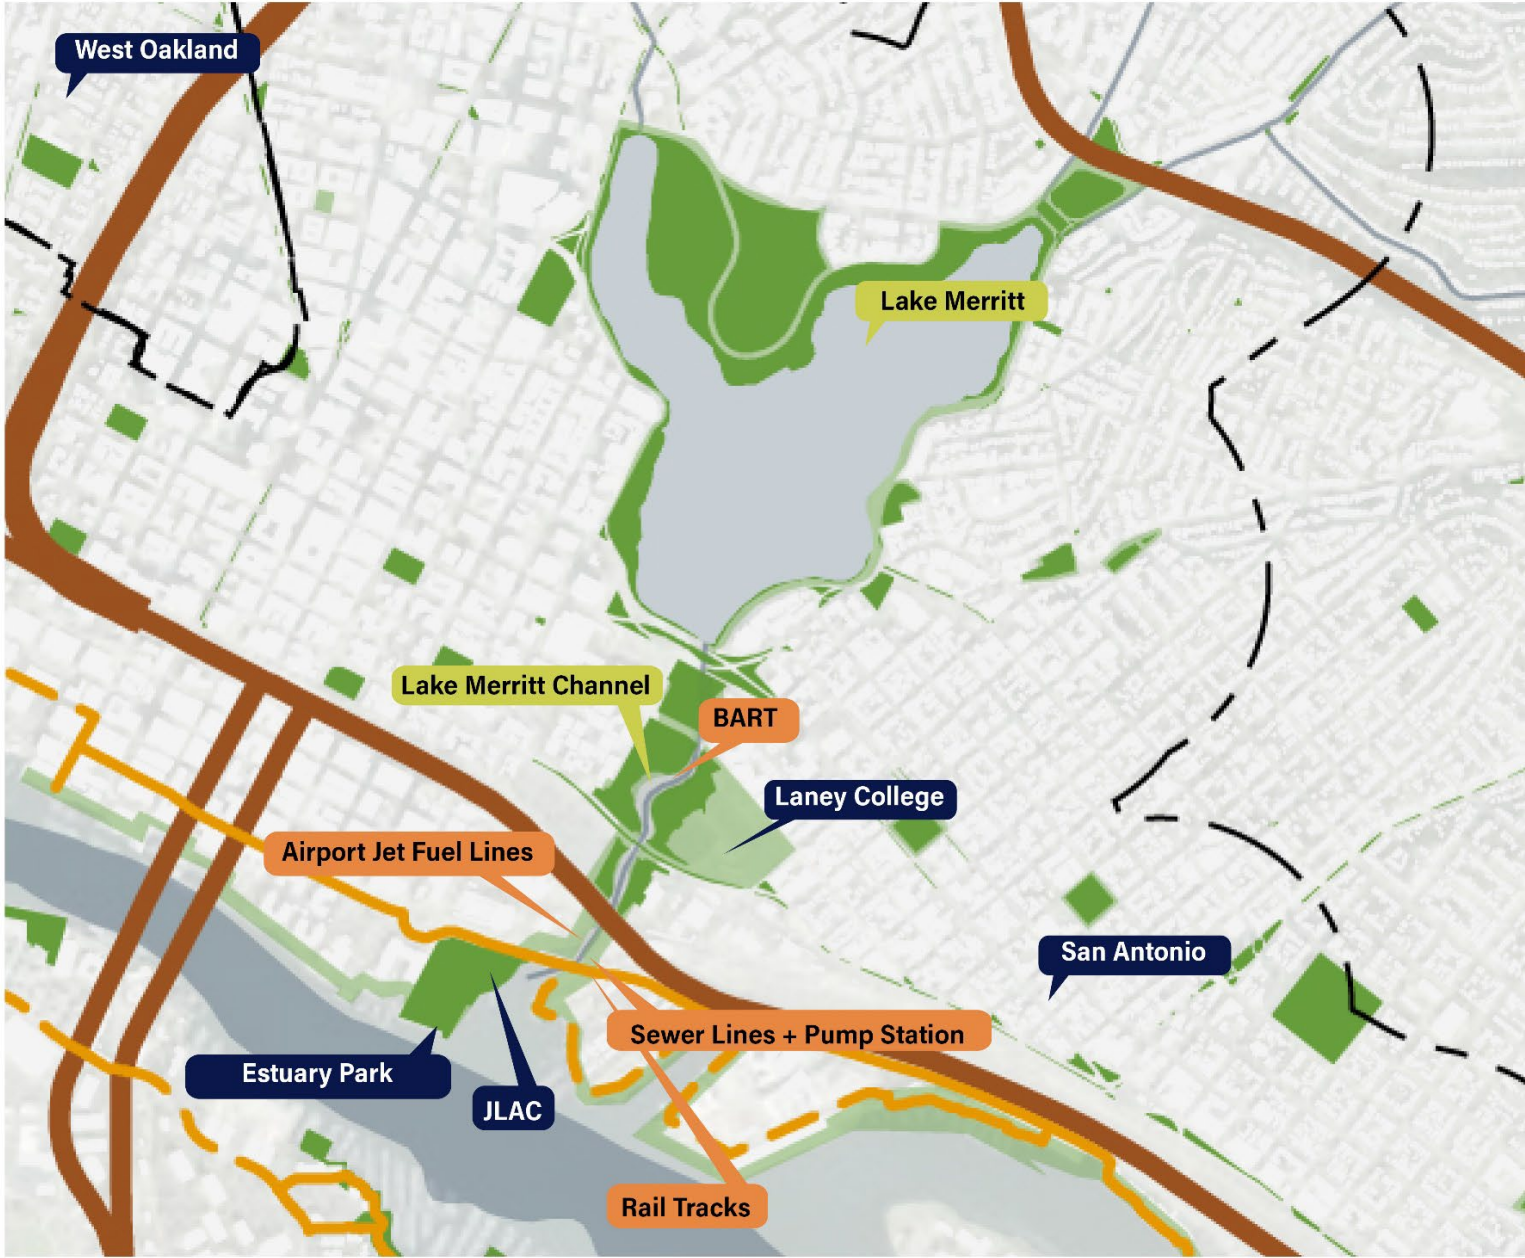 West Oakland
Lake Merritt
Lake Merritt Channel
BART
Laney College
Airport Jet Fuel Lines
San Antonio
Sewer Lines + Pump Station
Estuary Park
JLAC
Rail Tracks